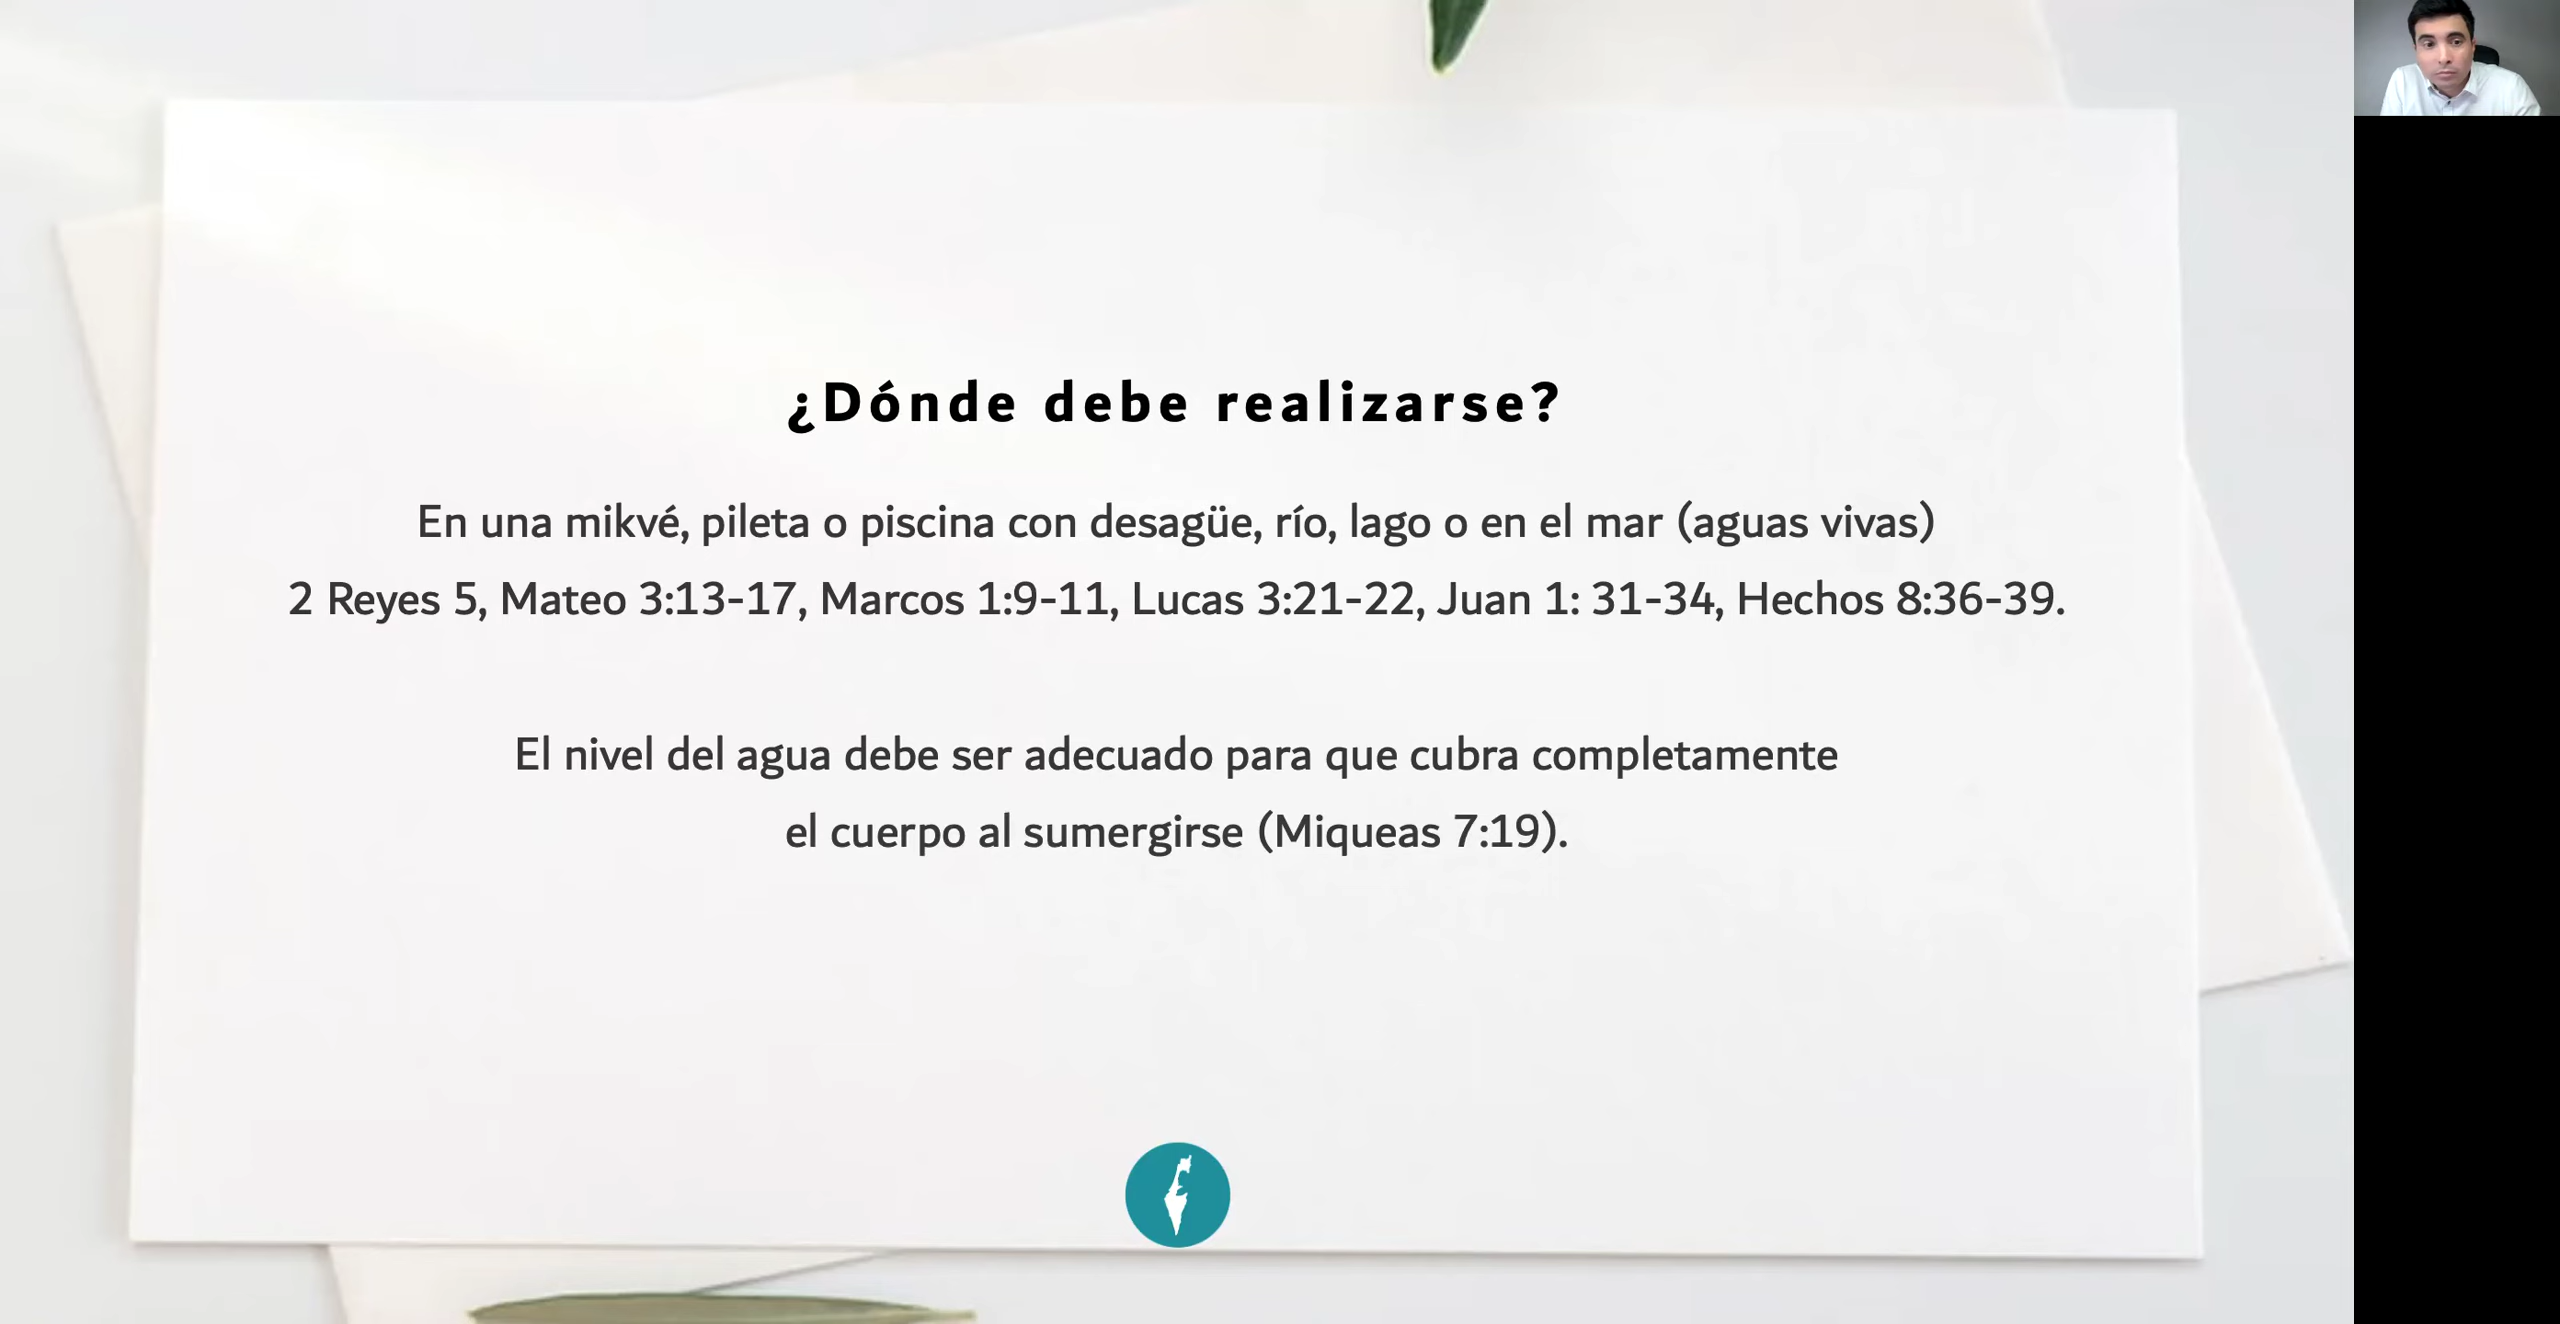 ¿Dónde debe realizarse?
En una mikvé, pileta o piscina con desagüe, río, lago o en el mar (aguas vivas)
2 Reyes 5, Mateo 3:13-17, Marcos 1:9-11, Lucas 3:21-22, Juan 1: 31-34, Hechos 8:36-39.
El nivel del agua debe ser adecuado para que cubra completamente
el cuerpo al sumergirse (Miqueas 7:19).